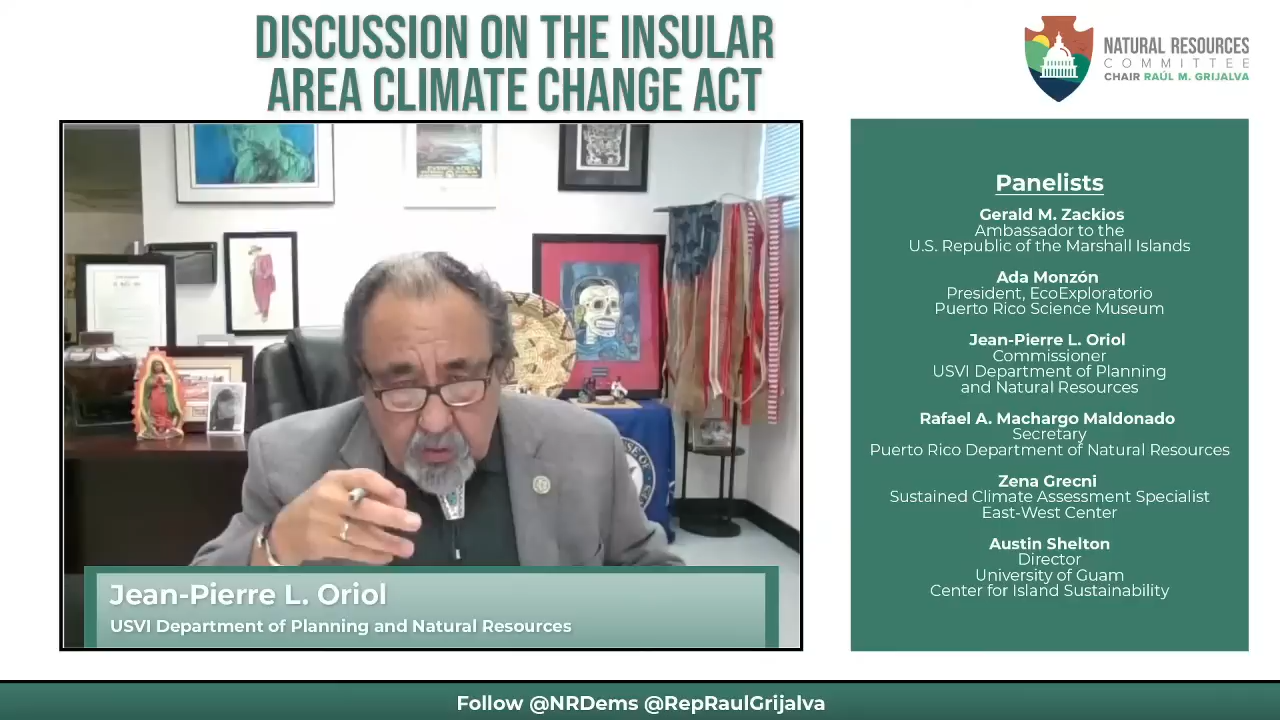 DISCUSSION ON THE INSULAR
AREA CLIMATE CHANGE ACT
NATURAL RESOURCES
COMMITTEE
CHAIR RAÚL M. GRIJALVA
Jean-Pierre L. Oriol
USVI Department of Planning and Natural Resources
Panelists
Gerald M. Zackios
Ambassador to the
U.S. Republic of the Marshall Islands
Ada Monzón
President, EcoExploratorio
Puerto Rico Science Museum
Jean-Pierre L. Oriol
Commissioner
USVI Department of Planning
and Natural Resources
Rafael A. Machargo Maldonado
Secretary
Puerto Rico Department of Natural Resources
Zena Grecni
Sustained Climate Assessment Specialist
East-West Center
Austin Shelton
Director
University of Guam
Center for Island Sustainability
Follow @NRDems @RepRaulGrijalva